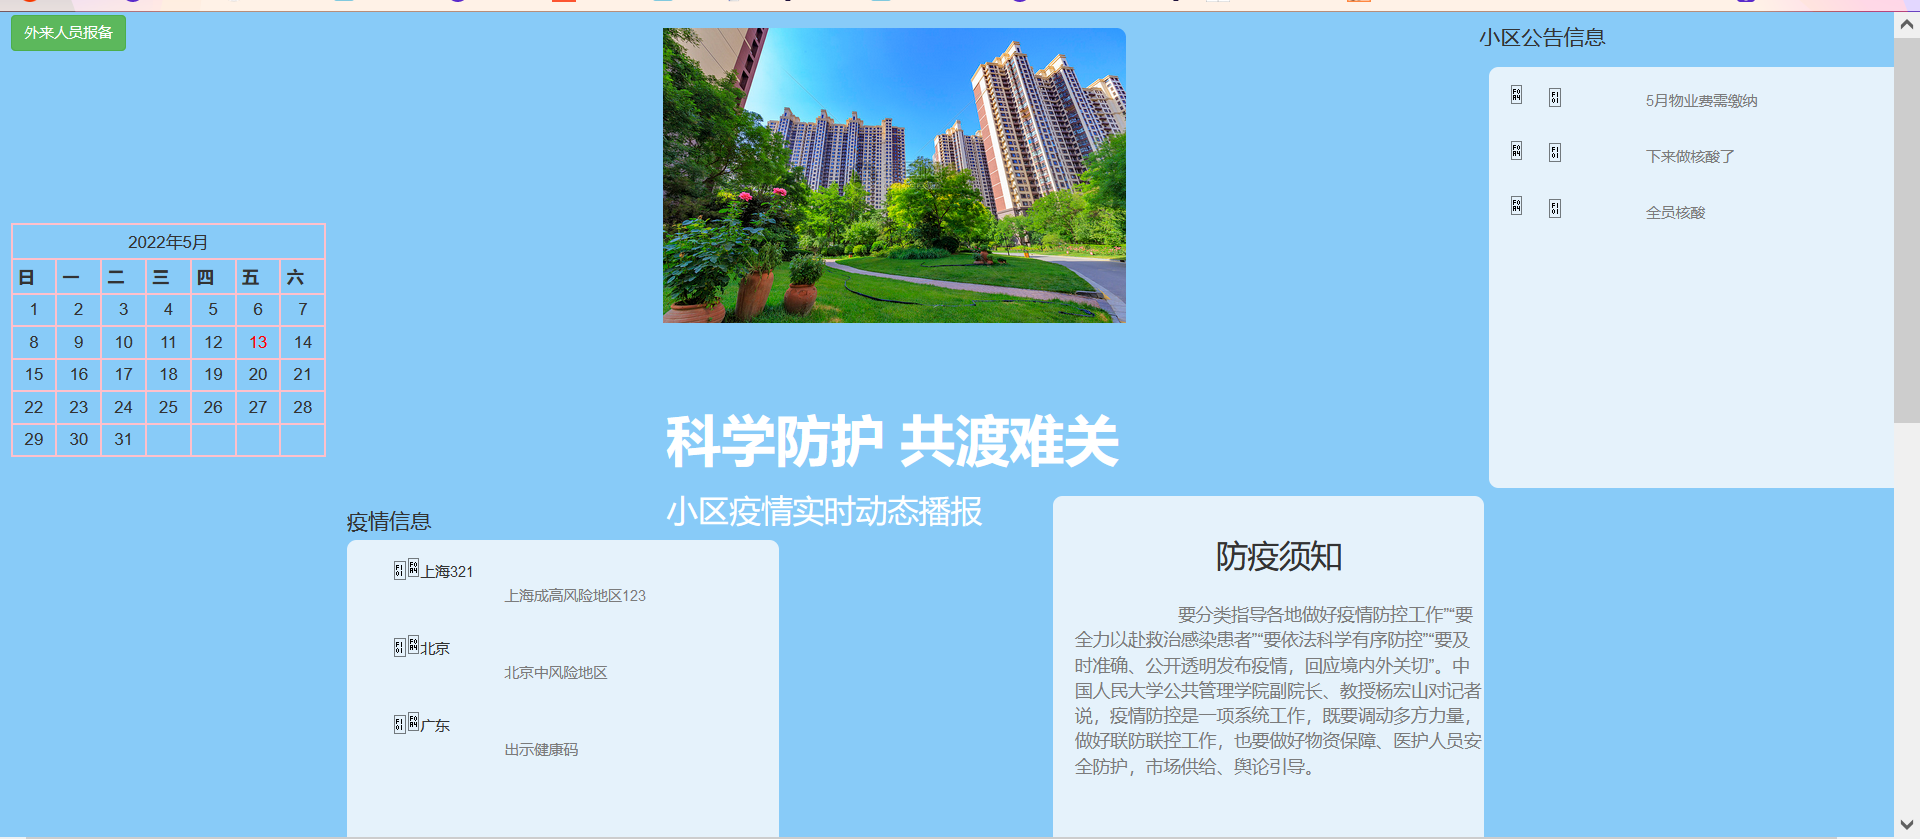 外来人员报备
2022年5月
日 一 二 三 四 五 六
1 2 3 4 5 6 7
8 9 10 11 12 13 14
15 16 17 18 19 20 21
22 23 24 25 26 27 28
29 30 31
科学防护 共渡难关
小区疫情实时动态播报
小区公告信息
5月物业费需缴纳
下来做核酸了
全员核酸
疫情信息
上海321
上海成高风险地区123
北京
北京中风险地区
广东
出示健康码
防疫须知
要分类指导各地做好疫情防控工作”“要
全力以赴救治感染患者”“要依法科学有序防控”“要及
时准确、公开透明发布疫情，回应境内外关切”。中
国人民大学公共管理学院副院长、教授杨宏山对记者
说，疫情防控是一项系统工作，既要调动多方力量，
做好联防联控工作，也要做好物资保障、医护人员安
全防护，市场供给、舆论引导。